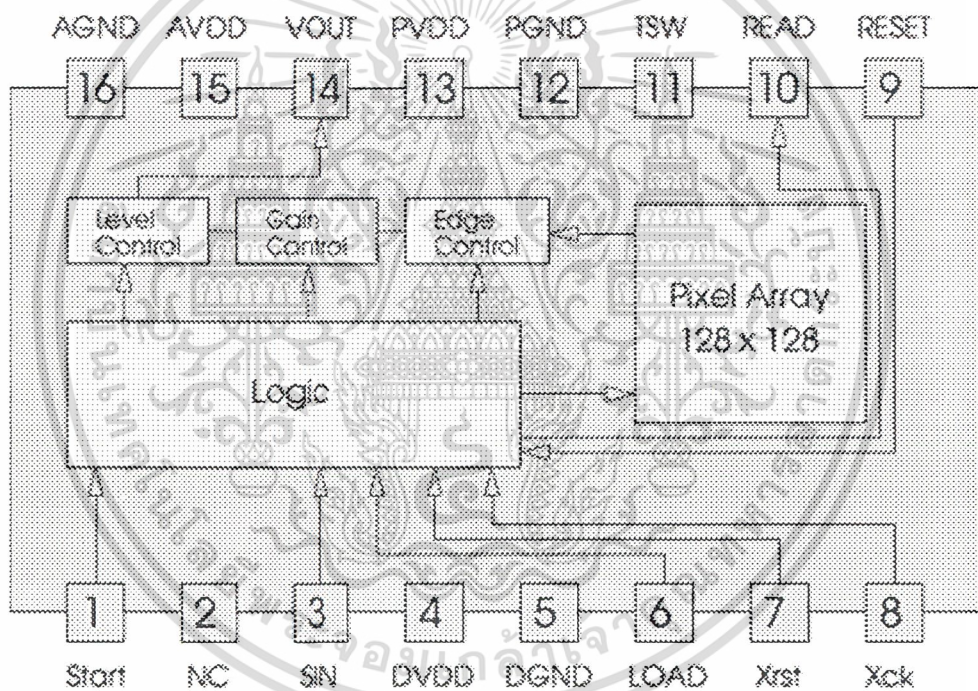 AGND AVDD VOUT PVDD PGND TSW READ RESET
16 15 14 13 12 11 10 9
Level Control
Gain Control
Edge Control
Pixel Array
128 x 128
Logic
1 2 3 4 5 6 7 8
Start NC SIN DVDD DGND LOAD Xrst Xck